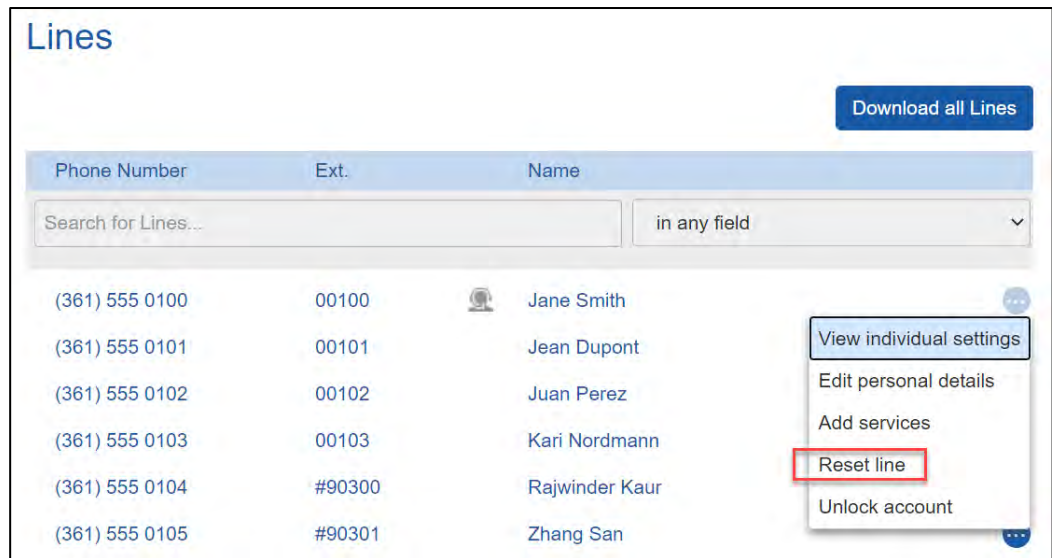 Lines
Download all Lines
Phone Number Ext. Name
Search for Lines... in any field
(361) 555 0100 00100 Jane Smith
(361) 555 0101 00101 Jean Dupont
(361) 555 0102 00102 Juan Perez
(361) 555 0103 00103 Kari Nordmann
(361) 555 0104 #90300 Rajwinder Kaur
(361) 555 0105 #90301 Zhang San
View individual settings
Edit personal details
Add services
Reset line
Unlock account